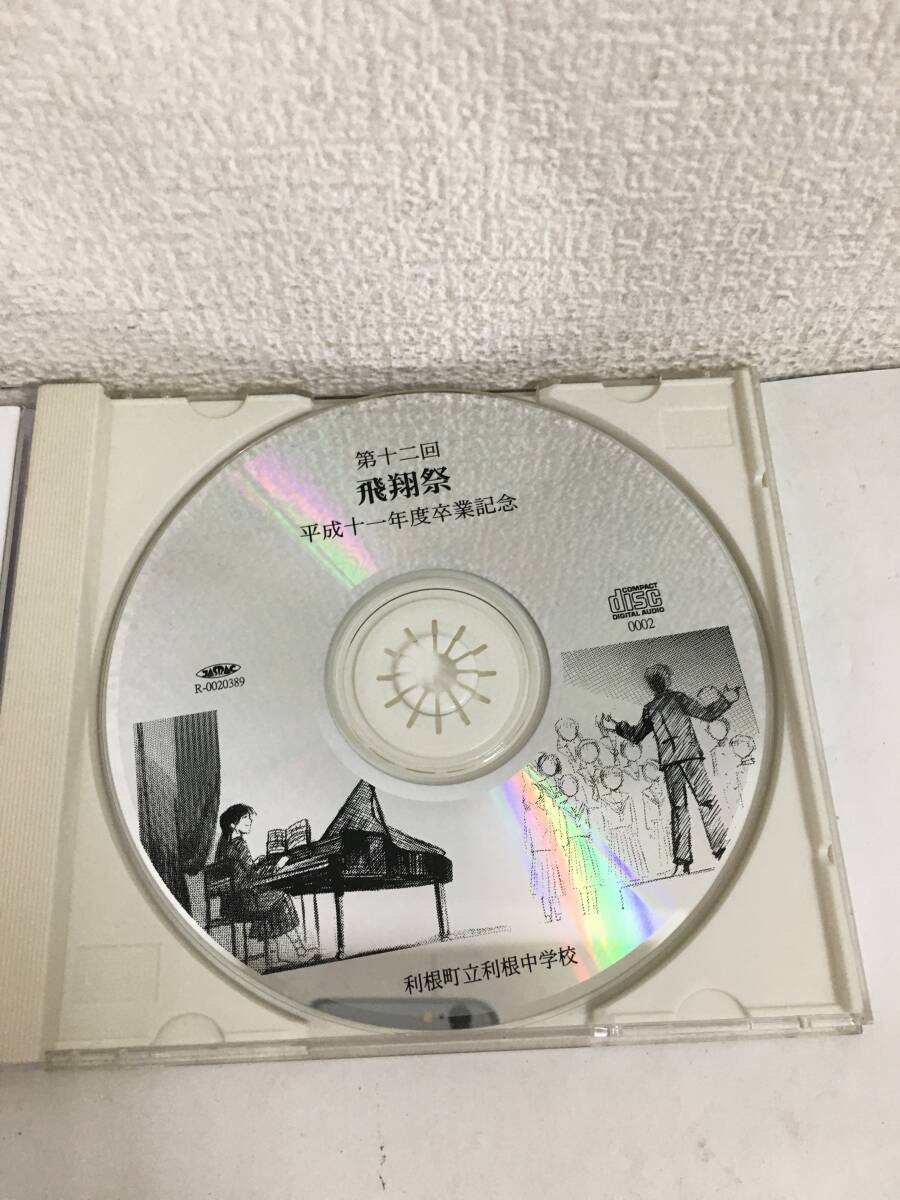 第十二回
飛翔祭
平成十一年度卒業記念
COMPACT
disc
DIGITAL AUDIO
0002
JASRAC
R-0020389
利根町立利根中学校